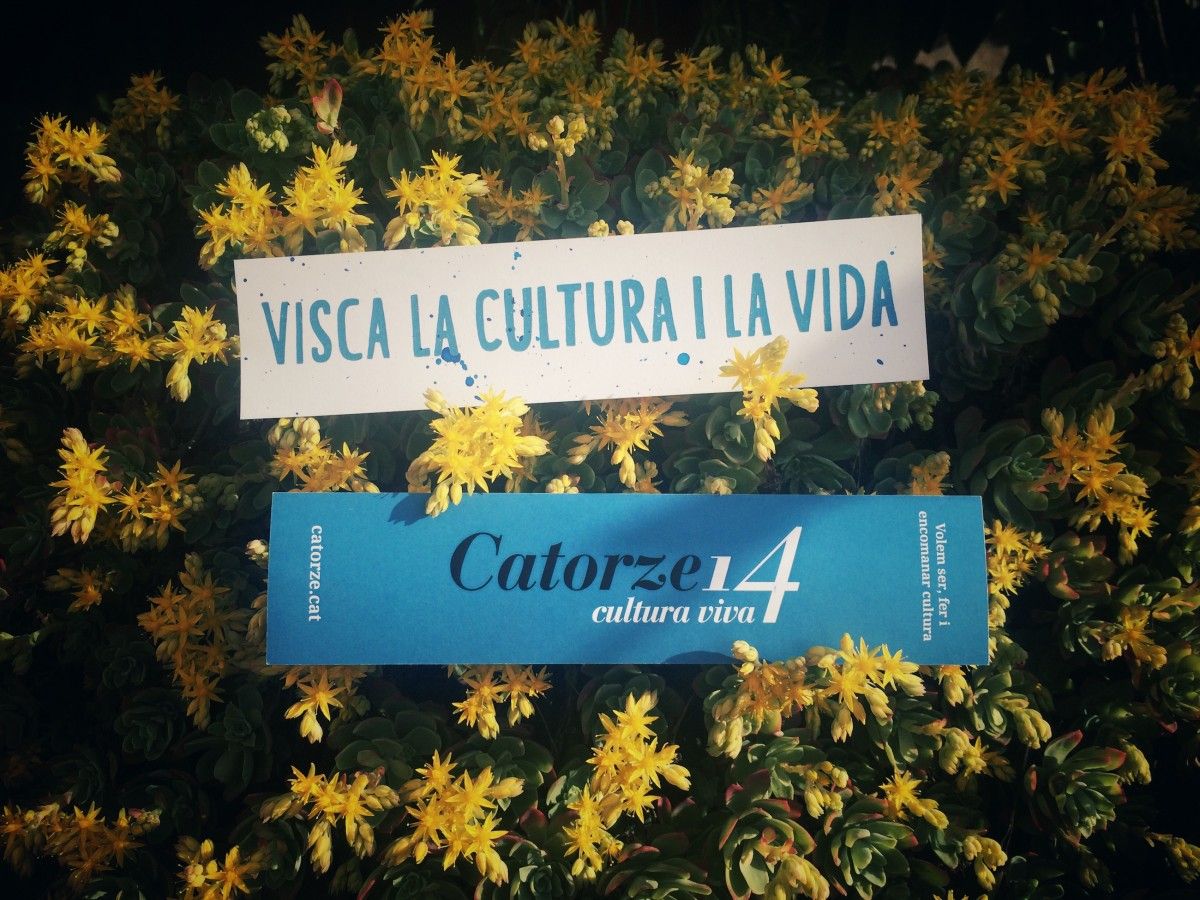 VISCA LA CULTURA I LA VIDA
catorze.cat
Catorze14
cultura viva
Volem ser, fer i
encomanar cultura